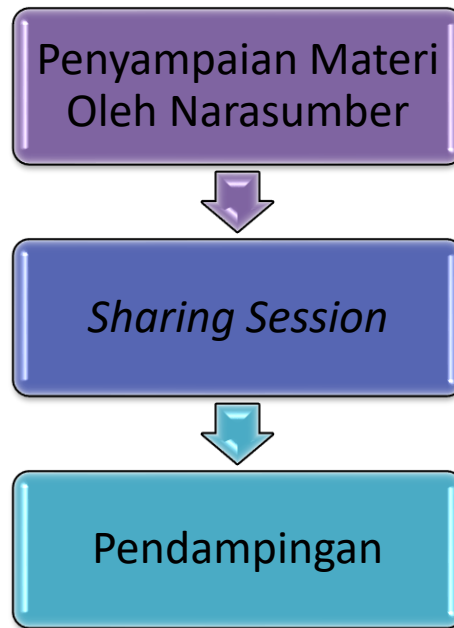 Penyampaian Materi
Oleh Narasumber
Sharing Session
Pendampingan